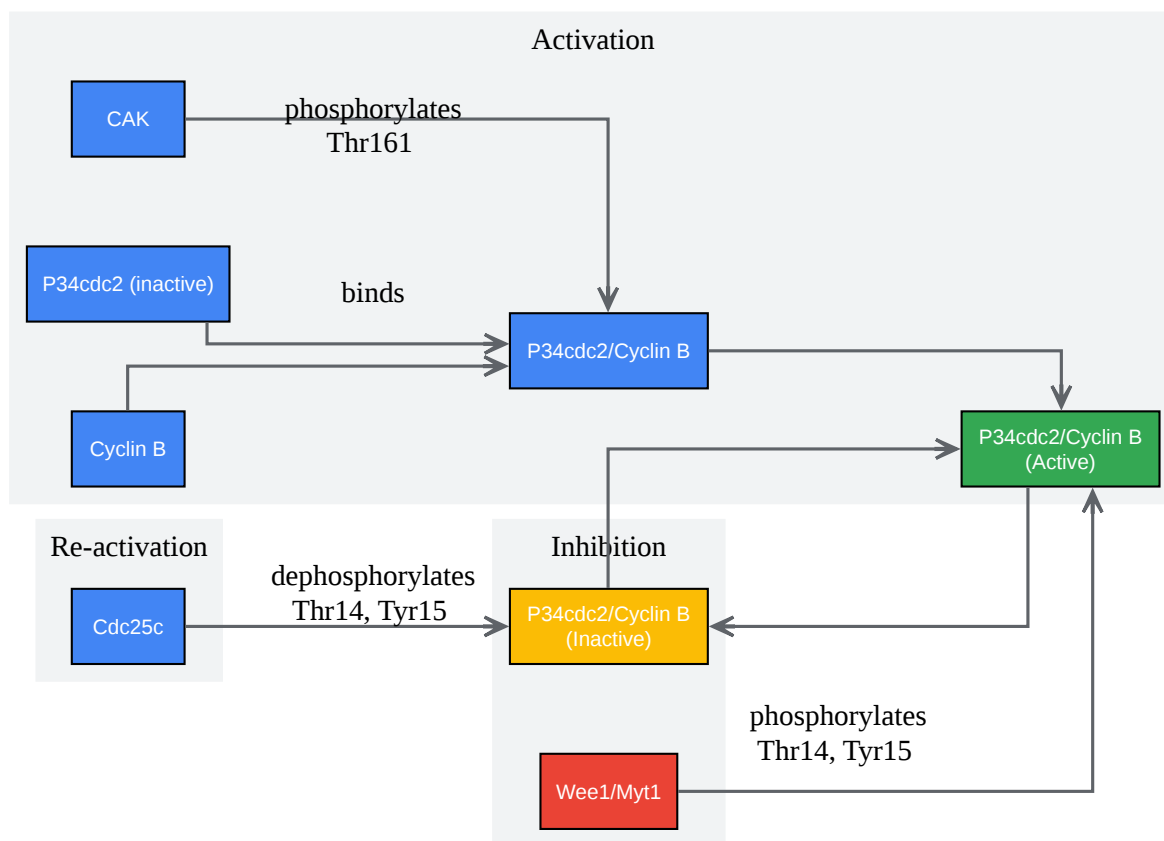 Activation
CAK
phosphorylates
Thr161
P34cdc2 (inactive)
binds
P34cdc2/Cyclin B
Cyclin B
P34cdc2/Cyclin B
(Active)
Re-activation
Inhibition
Cdc25c
dephosphorylates
Thr14, Tyr15
P34cdc2/Cyclin B
(Inactive)
phosphorylates
Thr14, Tyr15
Wee1/Myt1